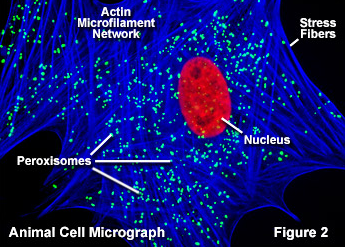 Actin
Microfilament
Network
Stress
Fibers
Nucleus
Peroxisomes
Animal Cell Micrograph
Figure 2